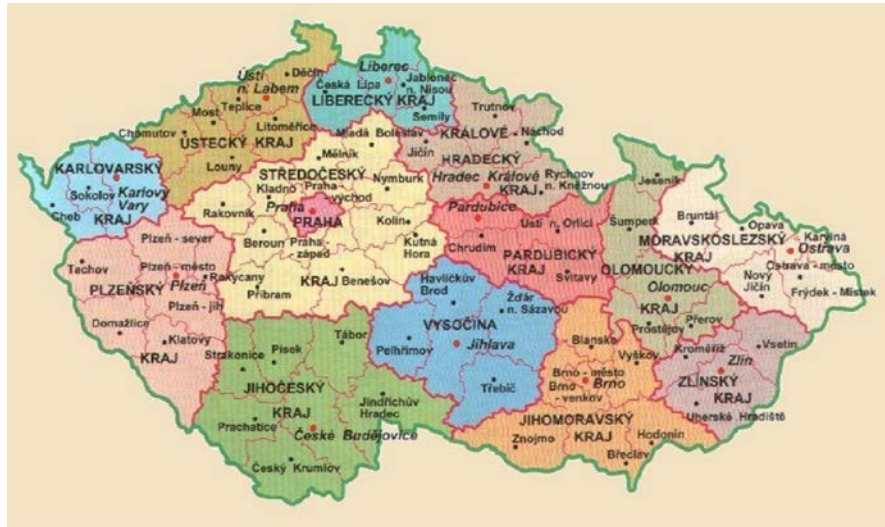 Ústí
n. Labem
Děčín
Most
Teplice
Chomutov
Litoměřice
ÚSTECKÝ KRAJ
Louny
Liberec
Česká Lípa
Jablonec
n. Nisou
LIBERECKÝ KRAJ
Semily
KARLOVARSKÝ
Sokolov
Karlovy
Vary
Cheb
KRAJ
Mladá Boleslav
Mělník
STŘEDOČESKÝ
Kladno
Praha-
východ
Nymburk
Rakovník
Praha
PRAHA
Kolín
Beroun
Praha-
západ
Kutná
Hora
KRAJ
Benešov
Příbram
Trutnov
KRÁLOVÉ
Náchod
Jičín
HRADECKÝ
Hradec Králové
Rychnov
n. Kněžnou
KRAJ
Pardubice
Ústí n. Orlicí
Chrudim
PARDUBICKÝ
KRAJ
Svitavy
Jeseník
Šumperk
OLOMOUCKÝ
Olomouc
KRAJ
Prostějov
Přerov
Bruntál
Opava
MORAVSKOSLEZSKÝ
KRAJ
Karviná
Ostrava
Ostrava-město
Nový
Jičín
Frýdek-Místek
Plzeň-sever
Tachov
Plzeň-město
PLZEŇSKÝ
Plzeň
Rokycany
Plzeň-jih
Domažlice
Klatovy
KRAJ
Tábor
Strakonice
Písek
JIHOČESKÝ
Jindřichův
Hradec
KRAJ
Prachatice
České Budějovice
Český Krumlov
Havlíčkův
Brod
Žďár
n. Sázavou
VYSOČINA
Pelhřimov
Jihlava
Třebíč
Blansko
Vyškov
Brno-město
Brno
Brno
-venkov
JIHOMORAVSKÝ
KRAJ
Znojmo
Hodonín
Břeclav
Kroměříž
Zlín
Vsetín
ZLÍNSKÝ
KRAJ
Uherské Hradiště